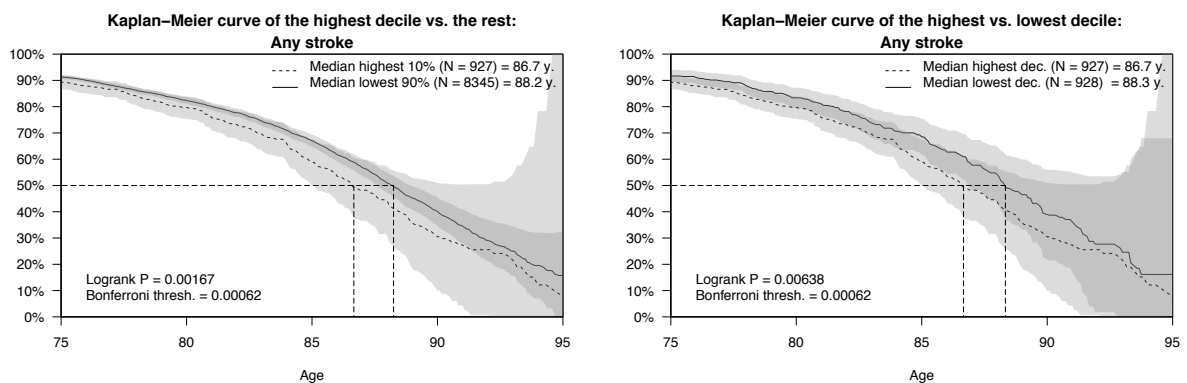 Kaplan–Meier curve of the highest decile vs. the rest:
Any stroke
100%
90%
80%
70%
60%
50%
40%
30%
20%
10%
0%
Median highest 10% (N = 927) = 86.7 y.
Median lowest 90% (N = 8345) = 88.2 y.
Logrank P = 0.00167
Bonferroni thresh. = 0.00062
75 80 85 90 95
Age
Kaplan–Meier curve of the highest vs. lowest decile:
Any stroke
100%
90%
80%
70%
60%
50%
40%
30%
20%
10%
0%
Median highest dec. (N = 927) = 86.7 y.
Median lowest dec. (N = 928) = 88.3 y.
Logrank P = 0.00638
Bonferroni thresh. = 0.00062
75 80 85 90 95
Age